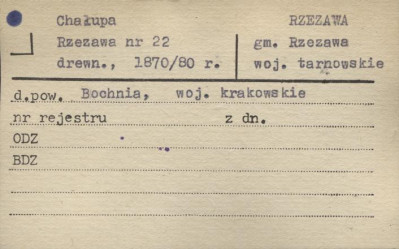 Chałupa RZEZAWA
Rzezawa nr 22 gm. Rzezawa
drewn., 1870/80 r. woj. tarnowskie
d.pow. Bochnia, woj. krakowskie
nr rejestru z dn.
ODZ
BDZ